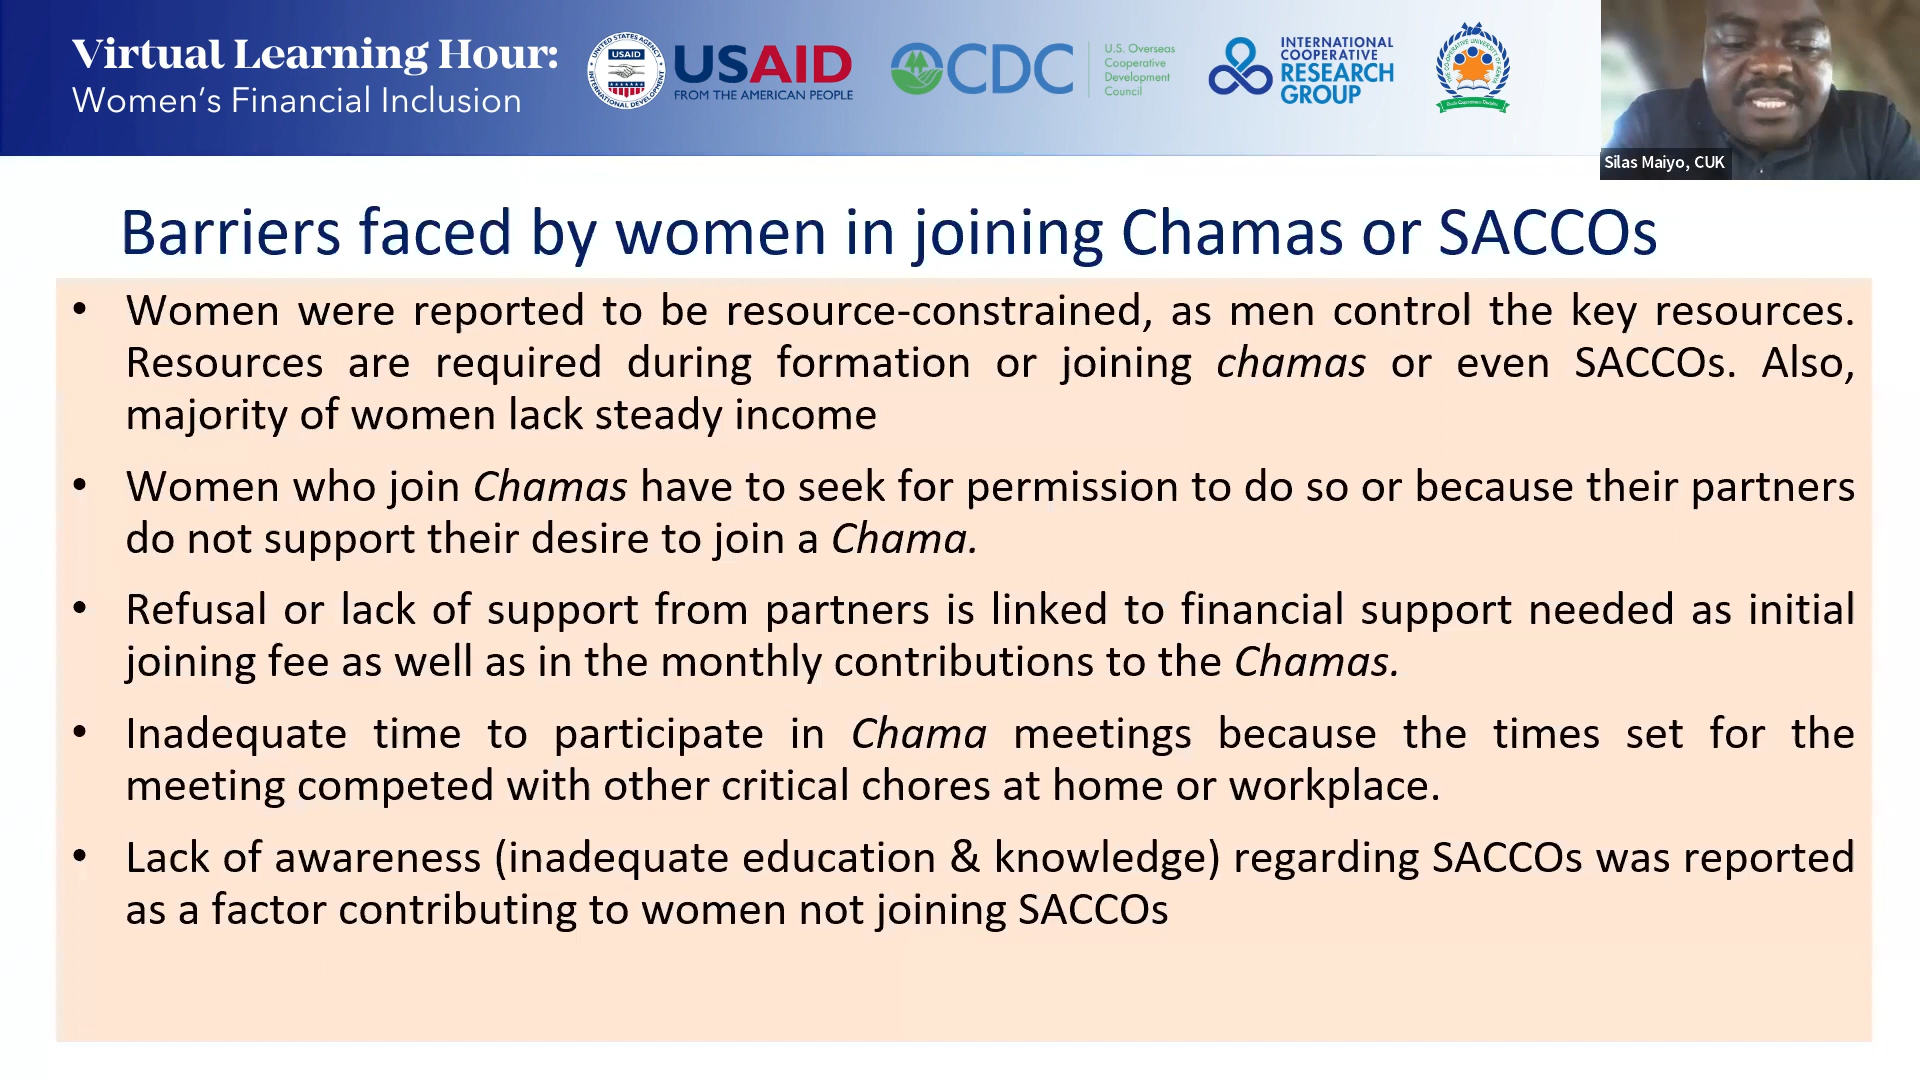 Virtual Learning Hour:
Women's Financial Inclusion
UNITED STATES AGENCY
USAID
INTERNATIONAL DEVELOPMENT
USAID
FROM THE AMERICAN PEOPLE
OCDC
U.S. Overseas
Cooperative
Development
Council
INTERNATIONAL
COOPERATIVE
RESEARCH
GROUP
Silas Maiyo, CUK
Barriers faced by women in joining Chamas or SACCOs
• Women were reported to be resource-constrained, as men control the key resources.
Resources are required during formation or joining chamas or even SACCOs. Also,
majority of women lack steady income
• Women who join Chamas have to seek for permission to do so or because their partners
do not support their desire to join a Chama.
• Refusal or lack of support from partners is linked to financial support needed as initial
joining fee as well as in the monthly contributions to the Chamas.
• Inadequate time to participate in Chama meetings because the times set for the
meeting competed with other critical chores at home or workplace.
• Lack of awareness (inadequate education & knowledge) regarding SACCOs was reported
as a factor contributing to women not joining SACCOs